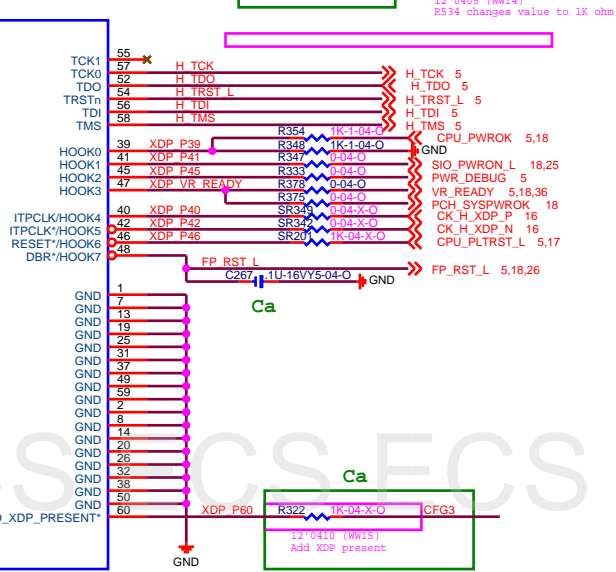 12'0405 (WW14)
R534 changes value to 1K ohm
TCK1 55
TCK0 57 H_TCK H_TCK 5
TDO 52 H_TDO H_TDO 5
TRSTn 54 H_TRST_L H_TRST_L 5
TDI 56 H_TDI H_TDI 5
TMS 58 H_TMS H_TMS 5
R354 1K-1-04-O CPU_PWROK 5,18
HOOK0 39 XDP_P39 R348 1K-1-04-O GND
HOOK1 41 XDP_P41 R347 0-04-O SIO_PWRON_L 18,25
HOOK2 45 XDP_P45 R333 0-04-O PWR_DEBUG 5
HOOK3 47 XDP_VR_READY R378 0-04-O VR_READY 5,18,36
R375 0-04-O PCH_SYSPWROK 18
ITPCLK/HOOK4 40 XDP_P40 SR349 0-04-X-O CK_H_XDP_P 16
ITPCLK*/HOOK5 42 XDP_P42 SR342 0-04-X-O CK_H_XDP_N 16
RESET*/HOOK6 46 XDP_P46 SR201 1K-04-X-O CPU_PLTRST_L 5,17
DBR*/HOOK7 48
FP_RST_L FP_RST_L 5,18,26
C267 .1U-16VY5-04-O GND
Ca
GND 1
GND 7
GND 13
GND 19
GND 25
GND 31
GND 37
GND 49
GND 59
GND 2
GND 8
GND 14
GND 20
GND 26
GND 32
GND 38
GND 50
ECS ECS
Ca
_XDP_PRESENT* 60 XDP_P60 R322 1K-04-X-O CFG3
12'0410 (WW15)
Add XDP present
GND